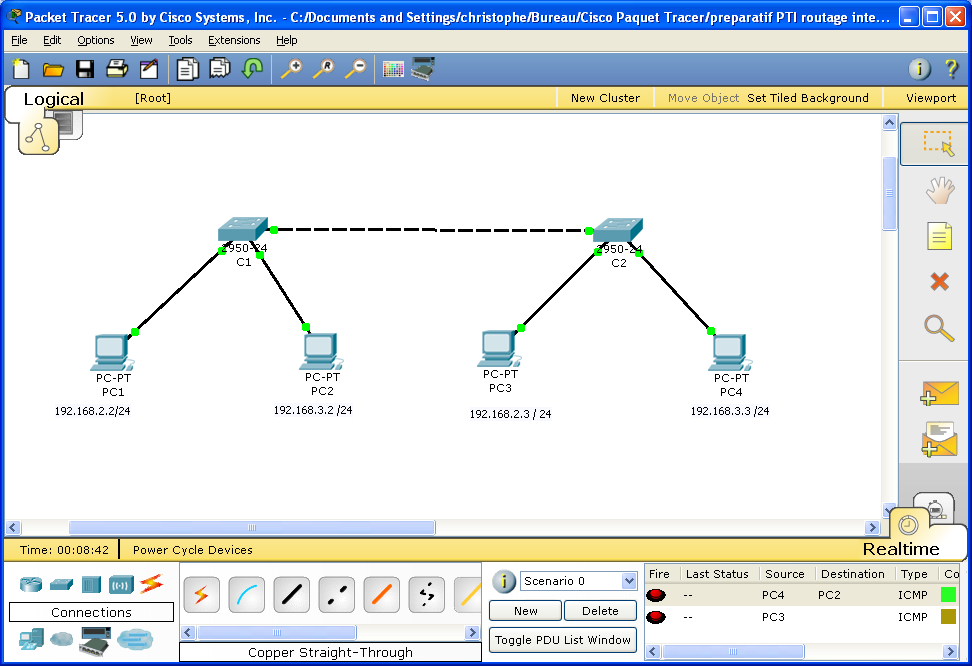 Packet Tracer 5.0 by Cisco Systems, Inc. - C:/Documents and Settings/christophe/Bureau/Cisco Paquet Tracer/preparatif PTI routage inte...
File Edit Options View Tools Extensions Help
Logical [Root] New Cluster Move Object Set Tiled Background Viewport
2950-24
C1
2950-24
C2
PC-PT
PC1
192.168.2.2/24
PC-PT
PC2
192.168.3.2 /24
PC-PT
PC3
192.168.2.3 / 24
PC-PT
PC4
192.168.3.3 /24
Time: 00:08:42 Power Cycle Devices
Realtime
Connections
Copper Straight-Through
Scenario 0
New Delete
Toggle PDU List Window
Fire Last Status Source Destination Type Co
-- PC4 PC2 ICMP
-- PC3 ICMP